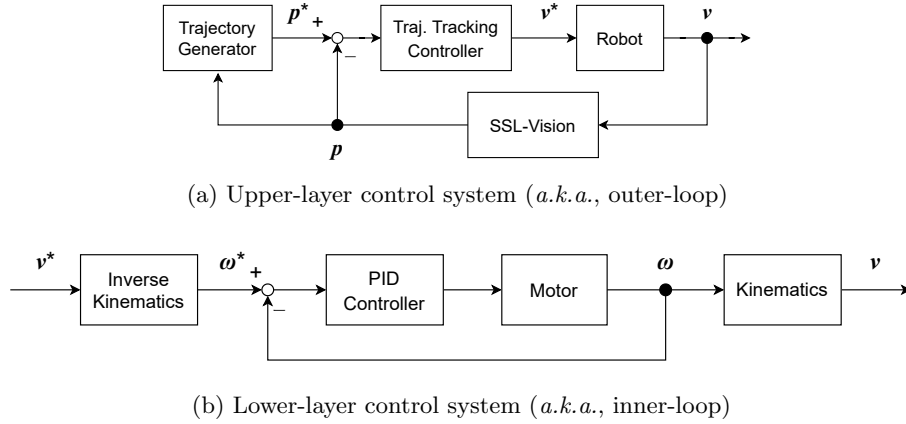 p* + v* v
Trajectory Generator
Traj. Tracking Controller
Robot
−
SSL-Vision
p
(a) Upper-layer control system (a.k.a., outer-loop)
v* ω* + ω v
Inverse Kinematics
PID Controller
Motor
Kinematics
−
(b) Lower-layer control system (a.k.a., inner-loop)